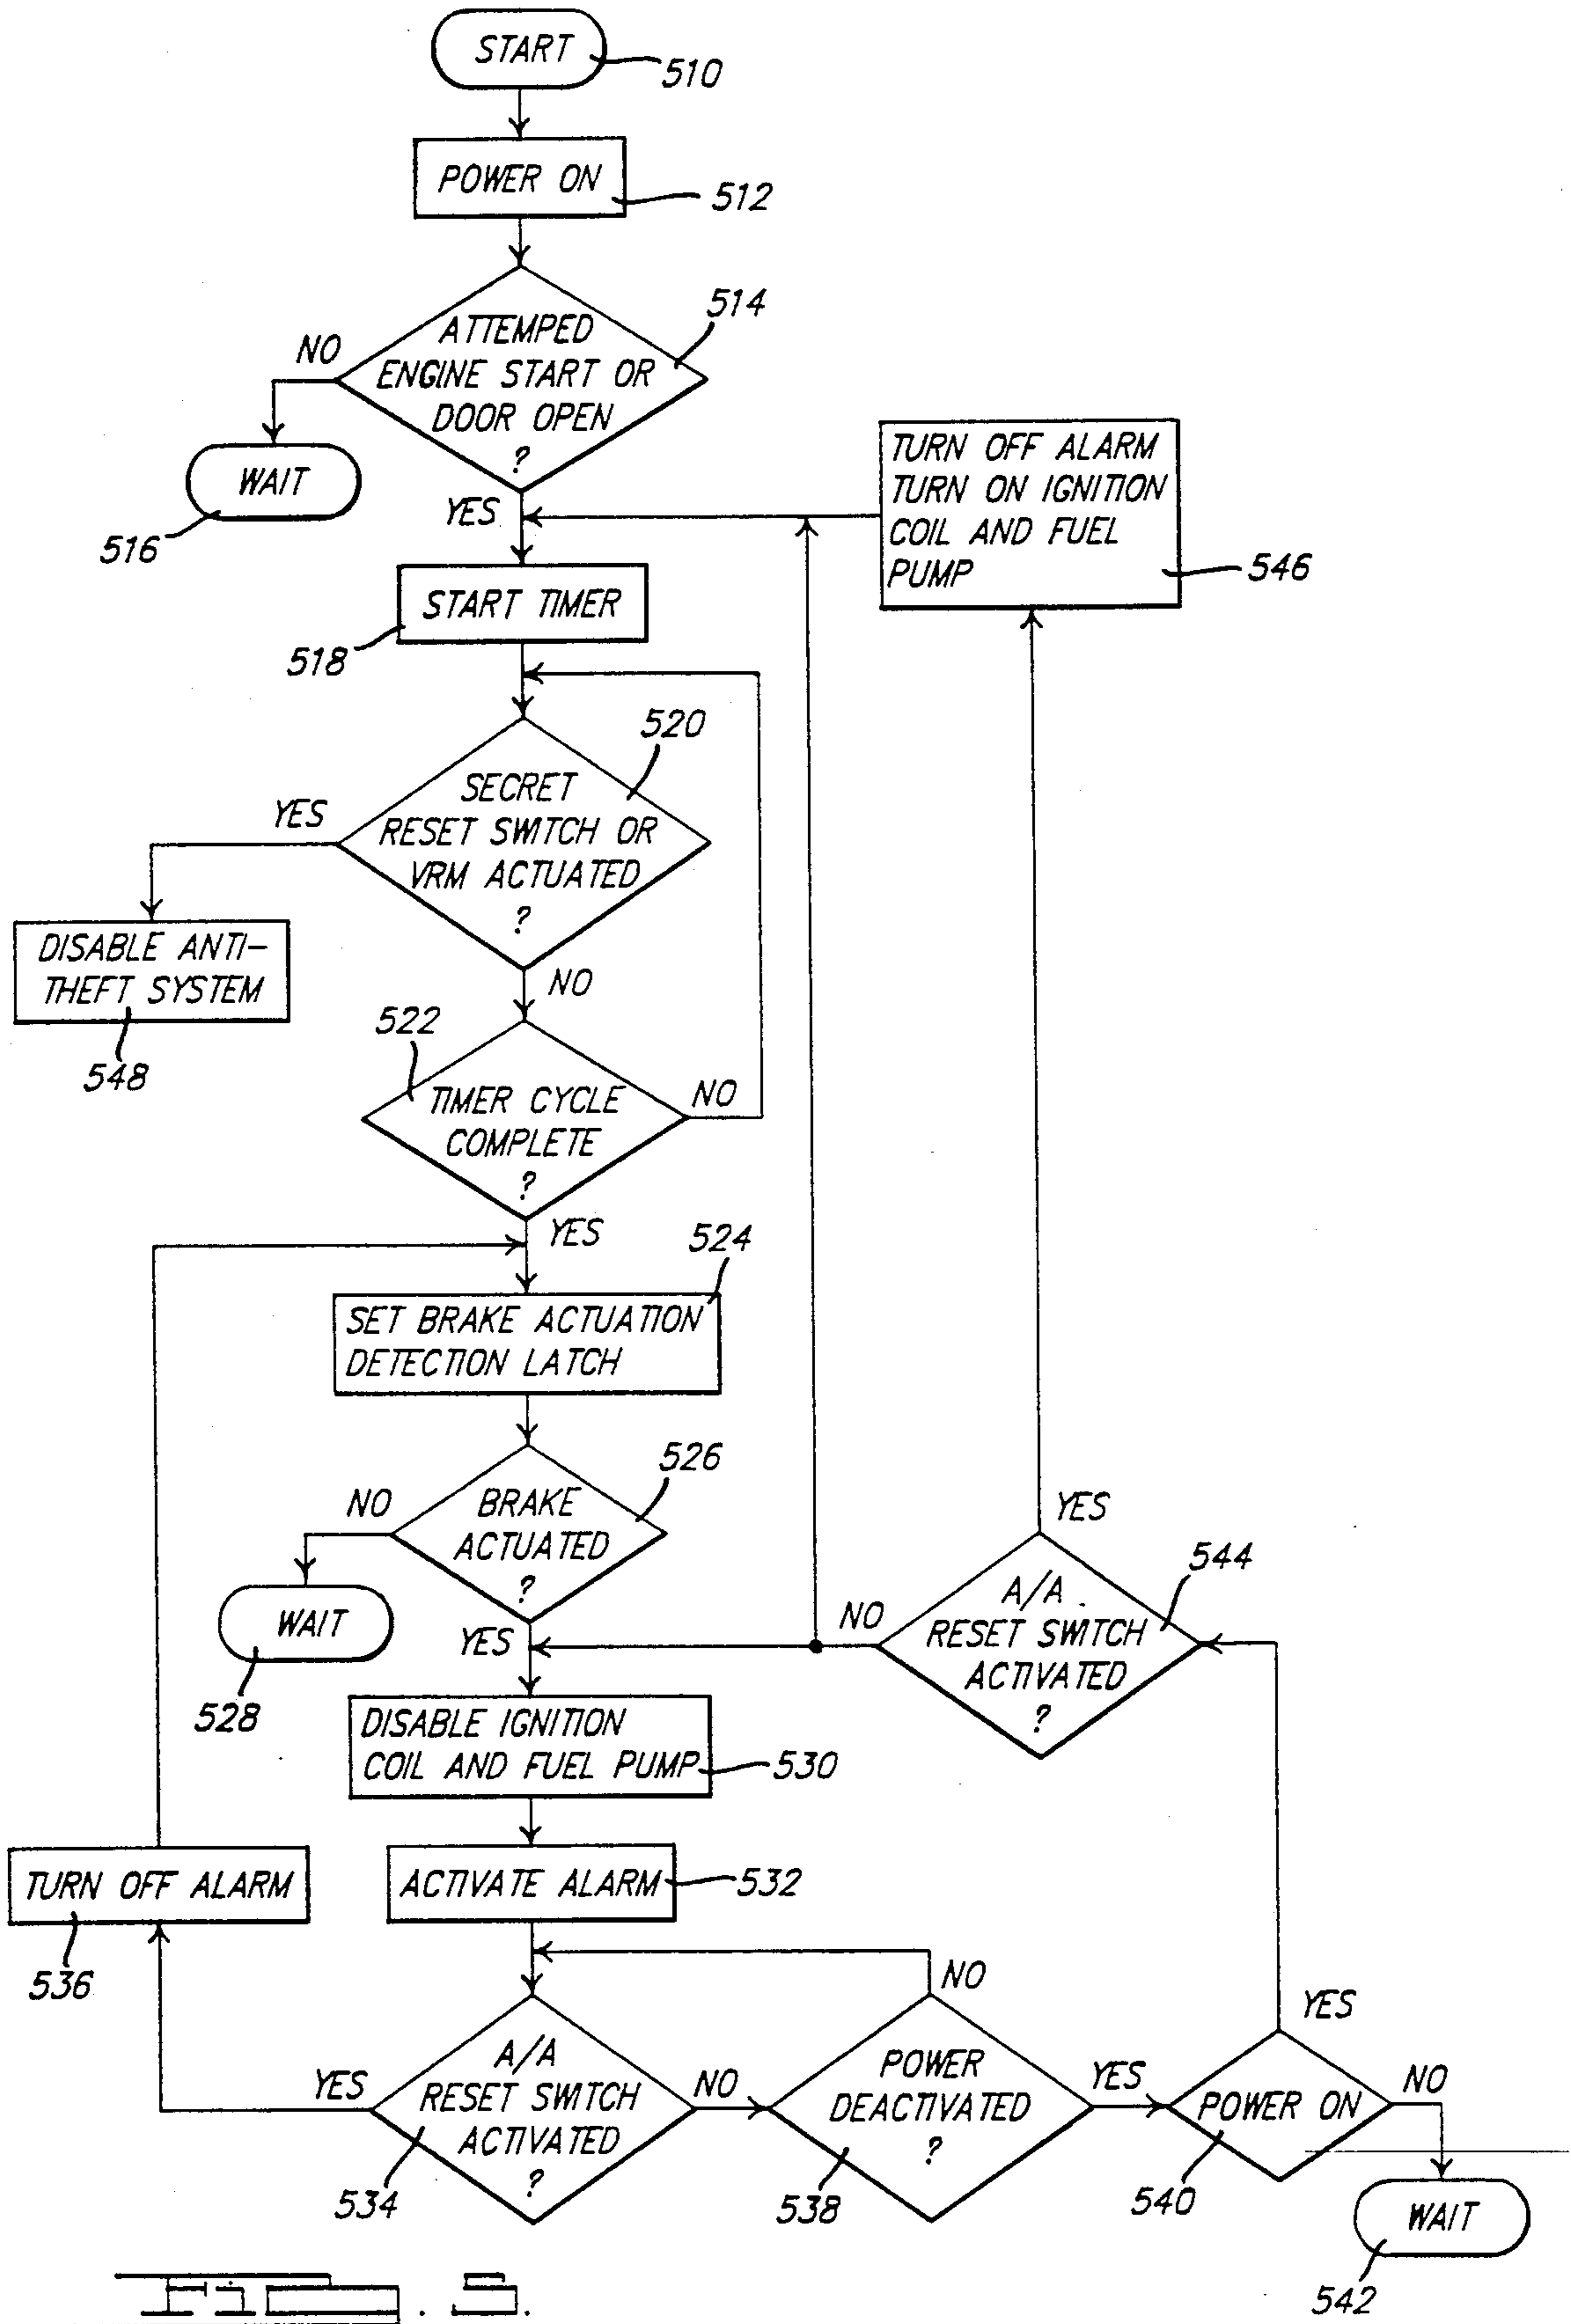 START
510
POWER ON
512
ATTEMPED
ENGINE START OR
DOOR OPEN
?
514
NO
WAIT
516
YES
TURN OFF ALARM
TURN ON IGNITION
COIL AND FUEL
PUMP
546
START TIMER
518
SECRET
RESET SWITCH OR
VRM ACTUATED
?
520
YES
DISABLE ANTI-
THEFT SYSTEM
548
NO
522
TIMER CYCLE
COMPLETE
?
NO
YES
524
SET BRAKE ACTUATION
DETECTION LATCH
526
BRAKE
ACTUATED
?
NO
WAIT
528
YES
YES
544
A/A
RESET SWITCH
ACTIVATED
?
NO
DISABLE IGNITION
COIL AND FUEL PUMP
530
TURN OFF ALARM
536
ACTIVATE ALARM
532
A/A
RESET SWITCH
ACTIVATED
?
534
YES
NO
POWER
DEACTIVATED
?
538
NO
YES
POWER ON
540
YES
NO
WAIT
542
Fig. 5.